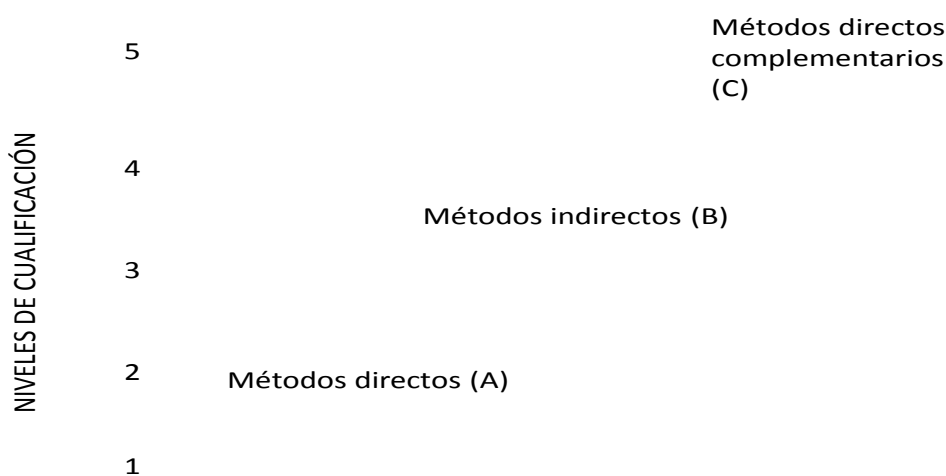 Métodos directos
complementarios
(C)
5
4
Métodos indirectos (B)
3
2
Métodos directos (A)
1
NIVELES DE CUALIFICACIÓN